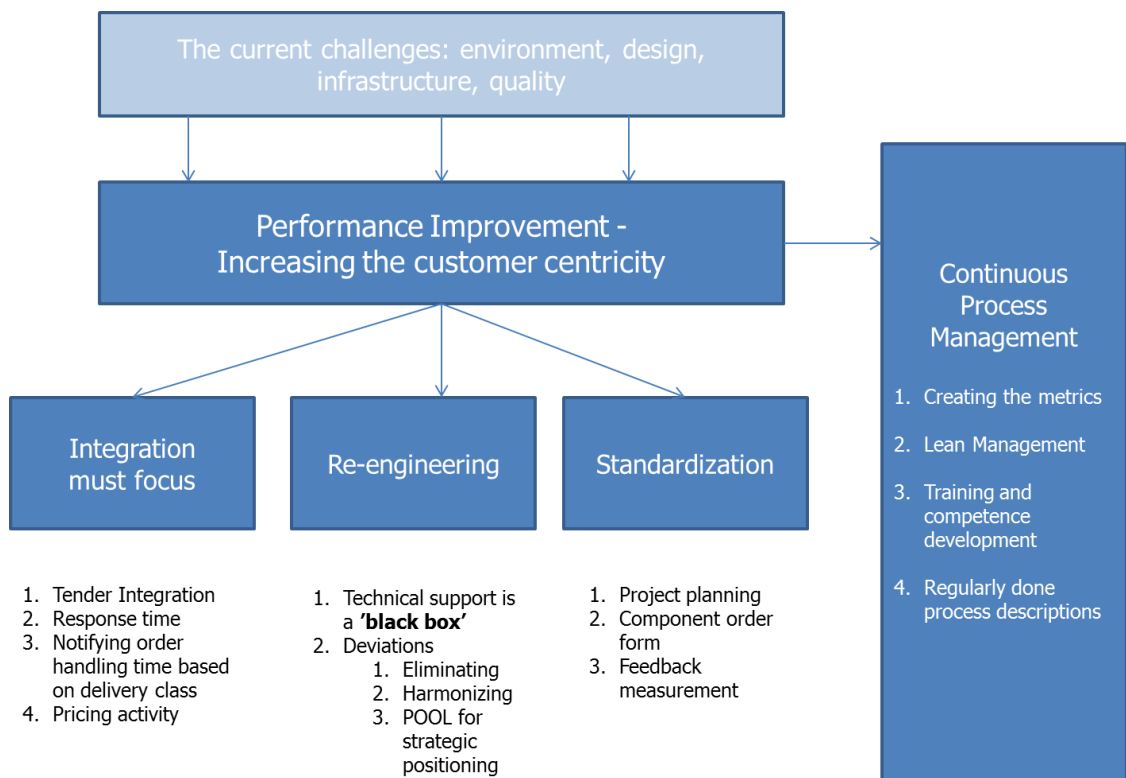 The current challenges: environment, design,
infrastructure, quality
Performance Improvement -
Increasing the customer centricity
Integration
must focus
1. Tender Integration
2. Response time
3. Notifying order
handling time based
on delivery class
4. Pricing activity
Re-engineering
1. Technical support is
a ’black box’
2. Deviations
1. Eliminating
2. Harmonizing
3. POOL for
strategic
positioning
Standardization
1. Project planning
2. Component order
form
3. Feedback
measurement
Continuous
Process
Management
1. Creating the metrics
2. Lean Management
3. Training and
competence
development
4. Regularly done
process descriptions